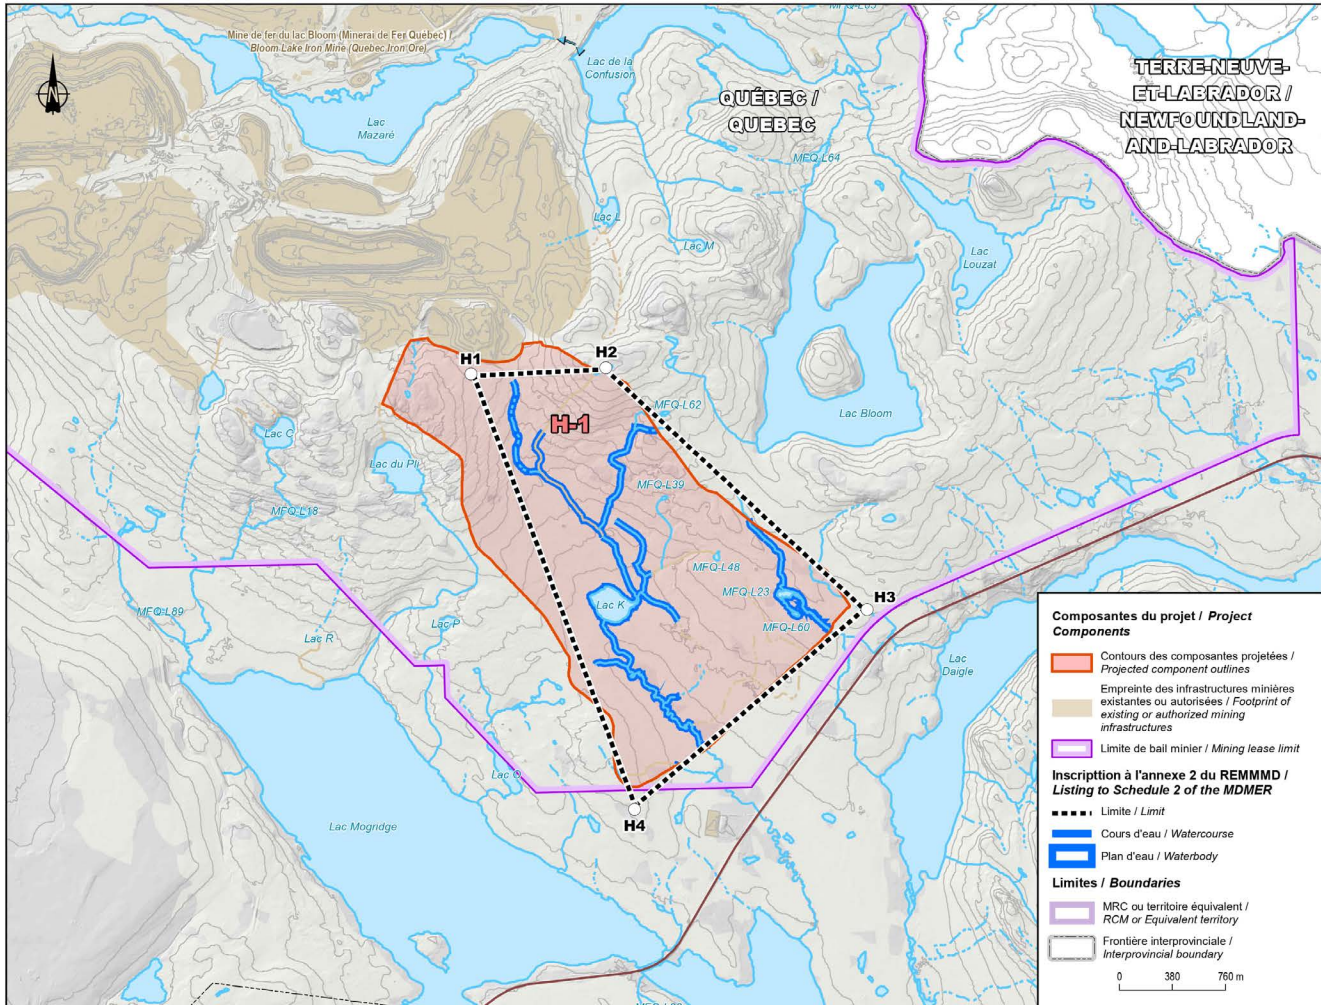 MFQ-L65
Mine de fer du lac Bloom (Minerai de Fer Québec) /
Bloom Lake Iron Mine (Quebec Iron Ore)
Lac de la
Confusion
Lac
Mazaré
QUÉBEC /
QUEBEC
TERRE-NEUVE-
ET-LABRADOR /
NEWFOUNDLAND-
AND-LABRADOR
MFQ-L64
Lac L
Lac M
Lac
Louzat
H1
H2
Lac Bloom
MFQ-L62
H-1
Lac C
Lac du Pli
MFQ-L39
MFQ-L18
MFQ-L48
MFQ-L23
H3
MFQ-L89
Lac K
MFQ-L60
Lac P
Lac R
Lac
Daigle
Lac Q
H4
Lac Mogridge
Composantes du projet / Project
Components
Contours des composantes projetées /
Projected component outlines
Empreinte des infrastructures minières
existantes ou autorisées / Footprint of
existing or authorized mining
infrastructures
Limite de bail minier / Mining lease limit
Inscripttion à l'annexe 2 du REMMMD /
Listing to Schedule 2 of the MDMER
Limite / Limit
Cours d'eau / Watercourse
Plan d'eau / Waterbody
Limites / Boundaries
MRC ou territoire équivalent /
RCM or Equivalent territory
Frontière interprovinciale /
Interprovincial boundary
0 380 760 m